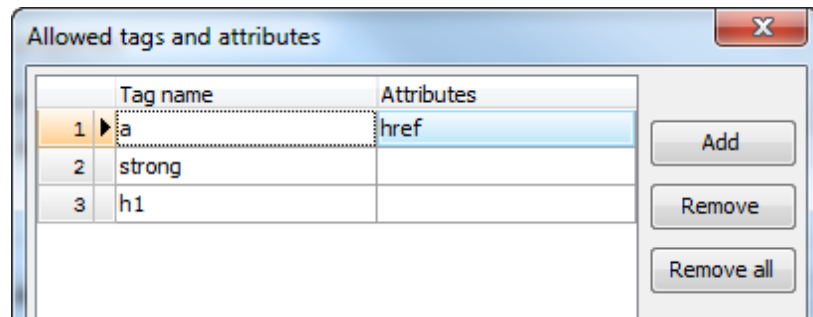 Allowed tags and attributes
Tag name Attributes
1 a href Add
2 strong
3 h1 Remove
Remove all